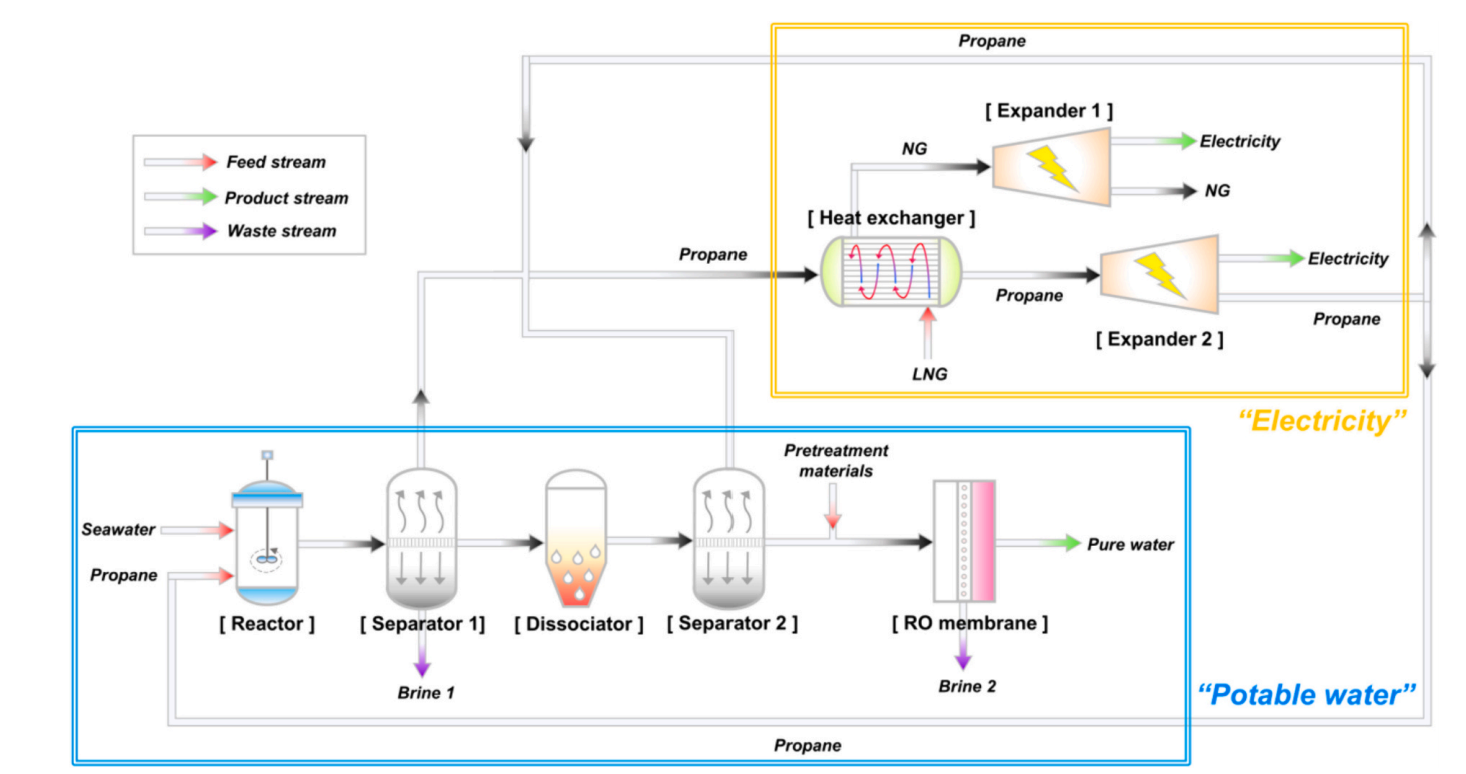 Propane
[ Expander 1 ]
Electricity
NG
NG
Feed stream
Product stream
Waste stream
[ Heat exchanger ]
Propane
Electricity
Propane
Propane
[ Expander 2 ]
LNG
“Electricity”
Pretreatment
materials
Seawater
Propane
Pure water
[ Reactor ]
[ Separator 1]
[ Dissociator ]
[ Separator 2 ]
[ RO membrane ]
Brine 1
Brine 2
“Potable water”
Propane